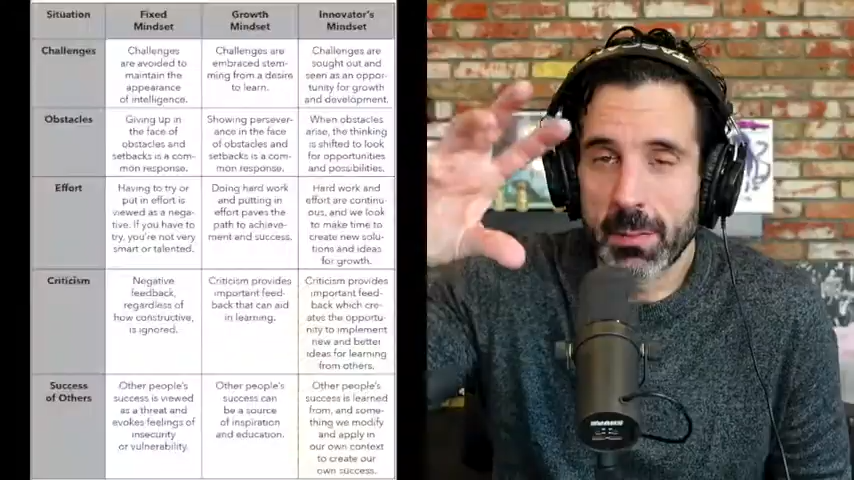 Situation
Fixed
Mindset
Growth
Mindset
Innovator's
Mindset
Challenges
Challenges
are avoided to
maintain the
appearance
of intelligence.
Challenges are
embraced stem-
ming from a desire
to learn.
Challenges are
sought out and
seen as an oppor-
tunity for growth
and development.
Obstacles
Giving up in
the face of
obstacles and
setbacks is a com-
mon response.
Showing persever-
ance in the face
of obstacles and
setbacks is a com-
mon response.
When obstacles
arise, the thinking
is shifted to look
for opportunities
and possibilities.
Effort
Having to try or
put in effort is
viewed as a nega-
tive. If you have to
try, you're not very
smart or talented.
Doing hard work
and putting in
effort paves the
path to achieve-
ment and success.
Hard work and
effort are continu-
ous, and we look
to make time to
create new solu-
tions and ideas
for growth.
Criticism
Negative
feedback,
regardless of
how constructive,
is ignored.
Criticism provides
important feed-
back that can aid
in learning.
Criticism provides
important feed-
back which cre-
ates the opportu-
nity to implement
new and better
ideas for learning
from others.
Success
of Others
Other people's
success is viewed
as a threat and
evokes feelings of
insecurity
or vulnerability.
Other people's
success can
be a source
of inspiration
and education.
Other people's
success is learned
from, and some-
thing we modify
and apply in
our own context
to create our
own success.